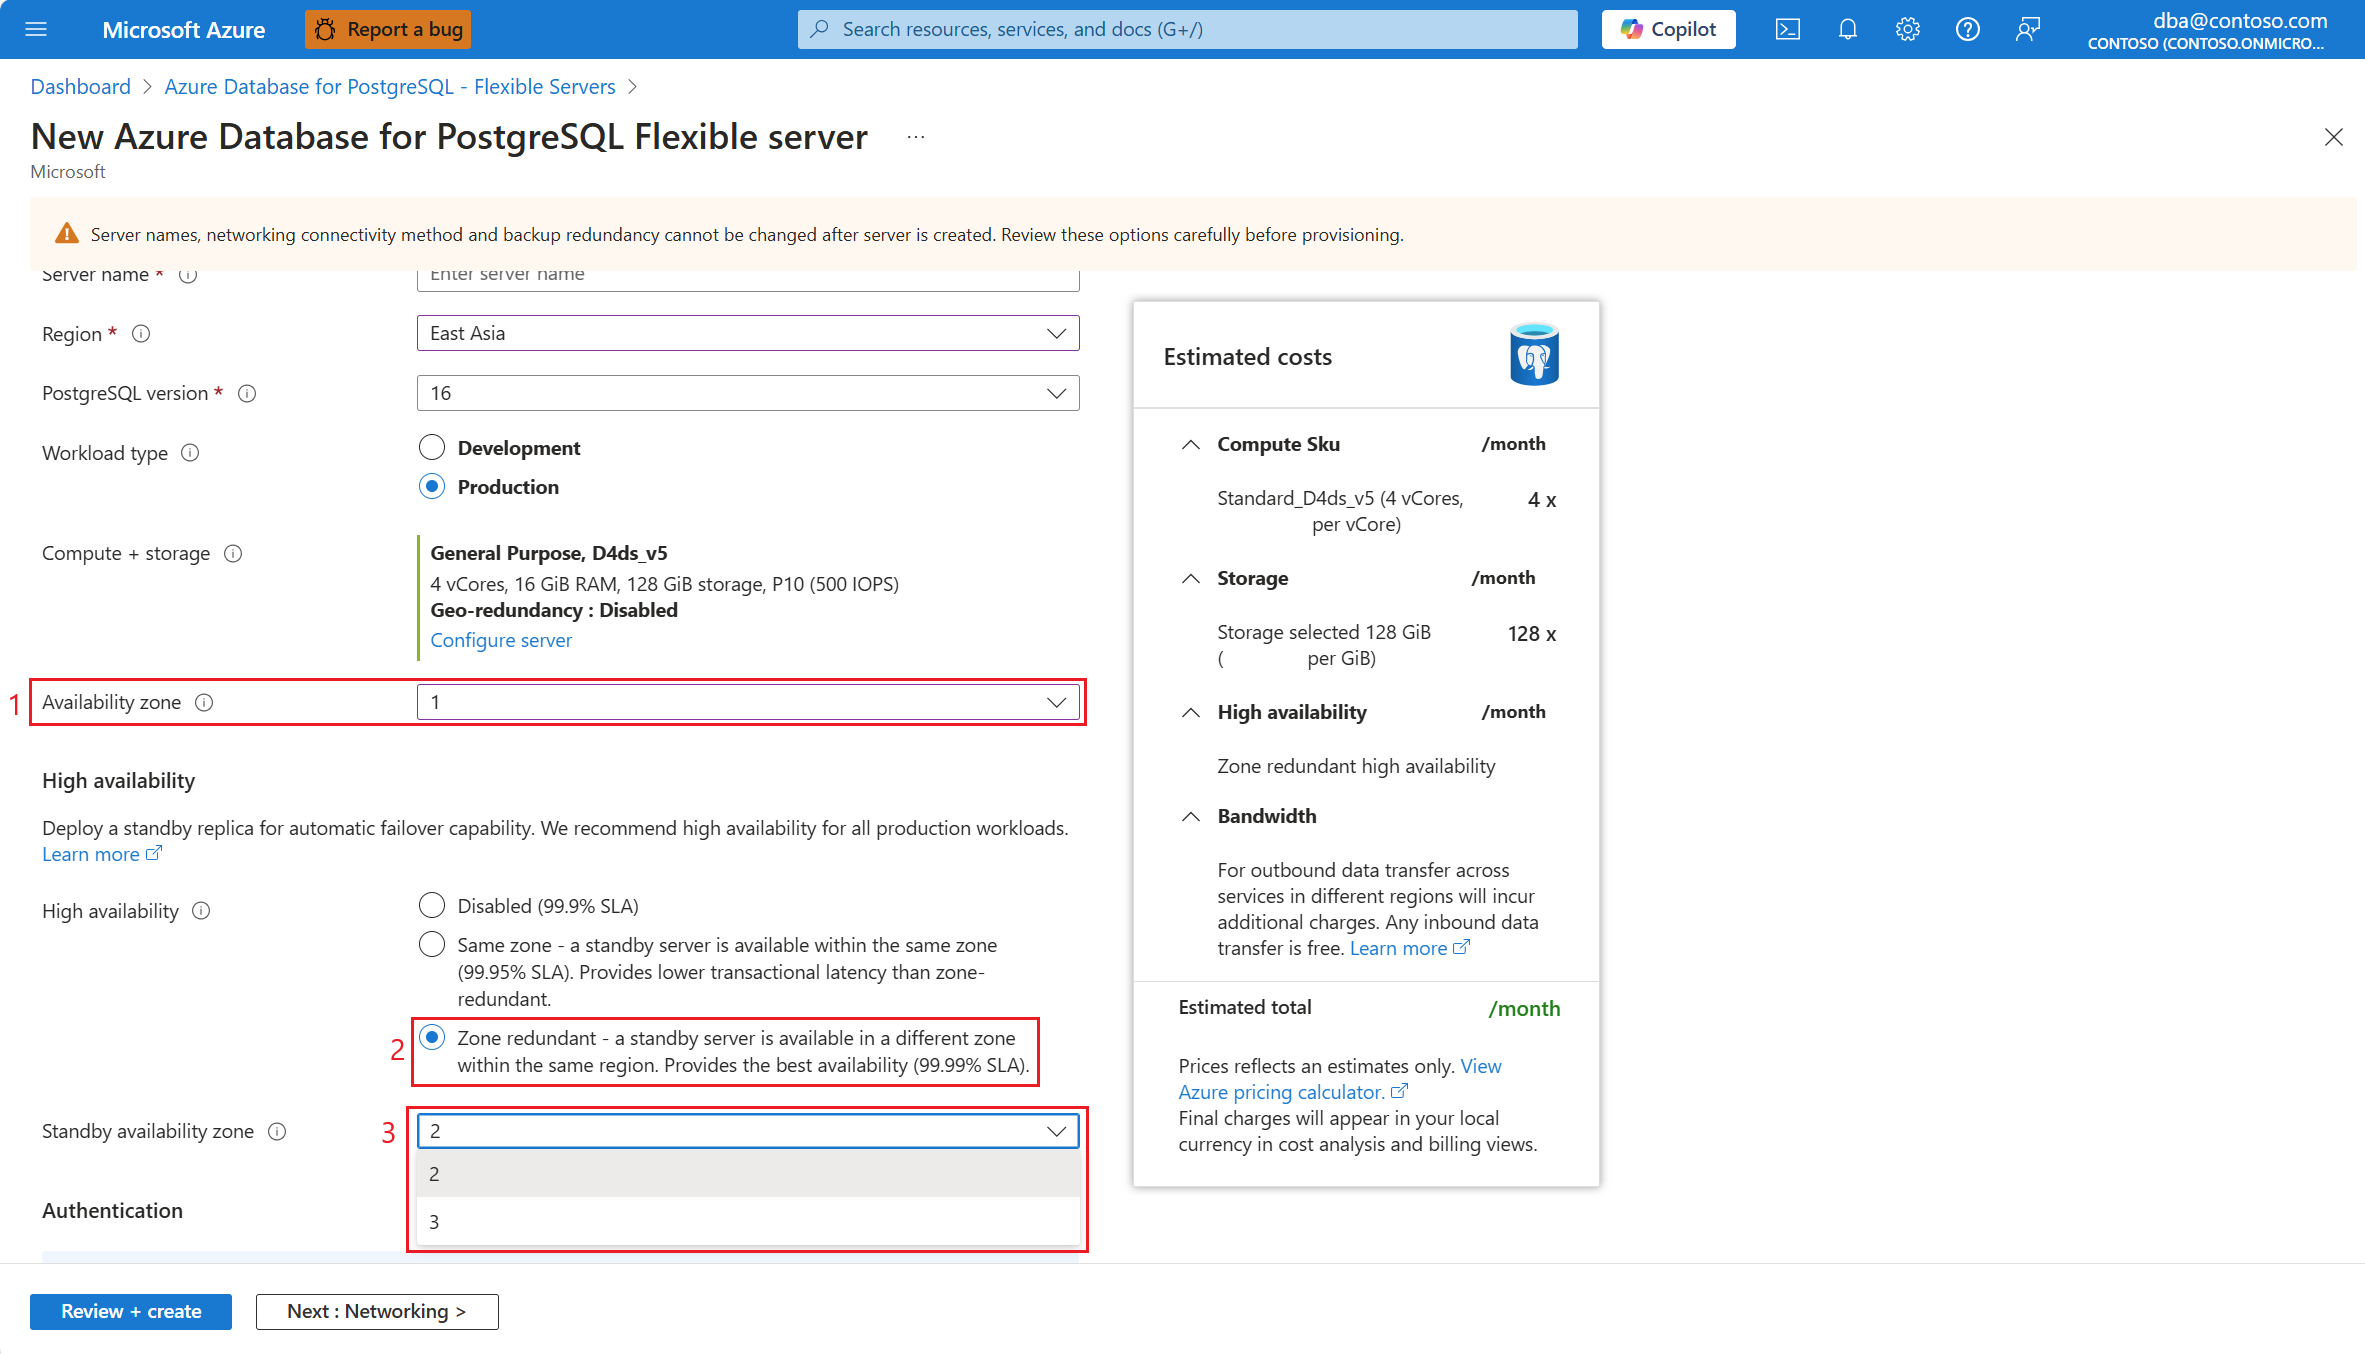 Microsoft Azure
Report a bug
Search resources, services, and docs (G+/)
Copilot
dba@contoso.com
CONTOSO (CONTOSO.ONMICRO...
Dashboard > Azure Database for PostgreSQL - Flexible Servers >
New Azure Database for PostgreSQL Flexible server ...
Microsoft
Server names, networking connectivity method and backup redundancy cannot be changed after server is created. Review these options carefully before provisioning.
Server name *
Enter server name
Region *
East Asia
PostgreSQL version *
16
Workload type
Development
Production
Compute + storage
General Purpose, D4ds_v5
4 vCores, 16 GiB RAM, 128 GiB storage, P10 (500 IOPS)
Geo-redundancy : Disabled
Configure server
1
Availability zone
1
High availability
Deploy a standby replica for automatic failover capability. We recommend high availability for all production workloads.
Learn more
High availability
Disabled (99.9% SLA)
Same zone - a standby server is available within the same zone
(99.95% SLA). Provides lower transactional latency than zone-
redundant.
2
Zone redundant - a standby server is available in a different zone
within the same region. Provides the best availability (99.99% SLA).
Standby availability zone
3
2
2
3
Authentication
Review + create
Next : Networking >
Estimated costs
Compute Sku /month
Standard_D4ds_v5 (4 vCores, 4 x
per vCore)
Storage /month
Storage selected 128 GiB 128 x
( per GiB)
High availability /month
Zone redundant high availability
Bandwidth
For outbound data transfer across
services in different regions will incur
additional charges. Any inbound data
transfer is free. Learn more
Estimated total /month
Prices reflect​s an estimates only. View
Azure pricing calculator.
Final charges will appear in your local
currency in cost analysis and billing views.